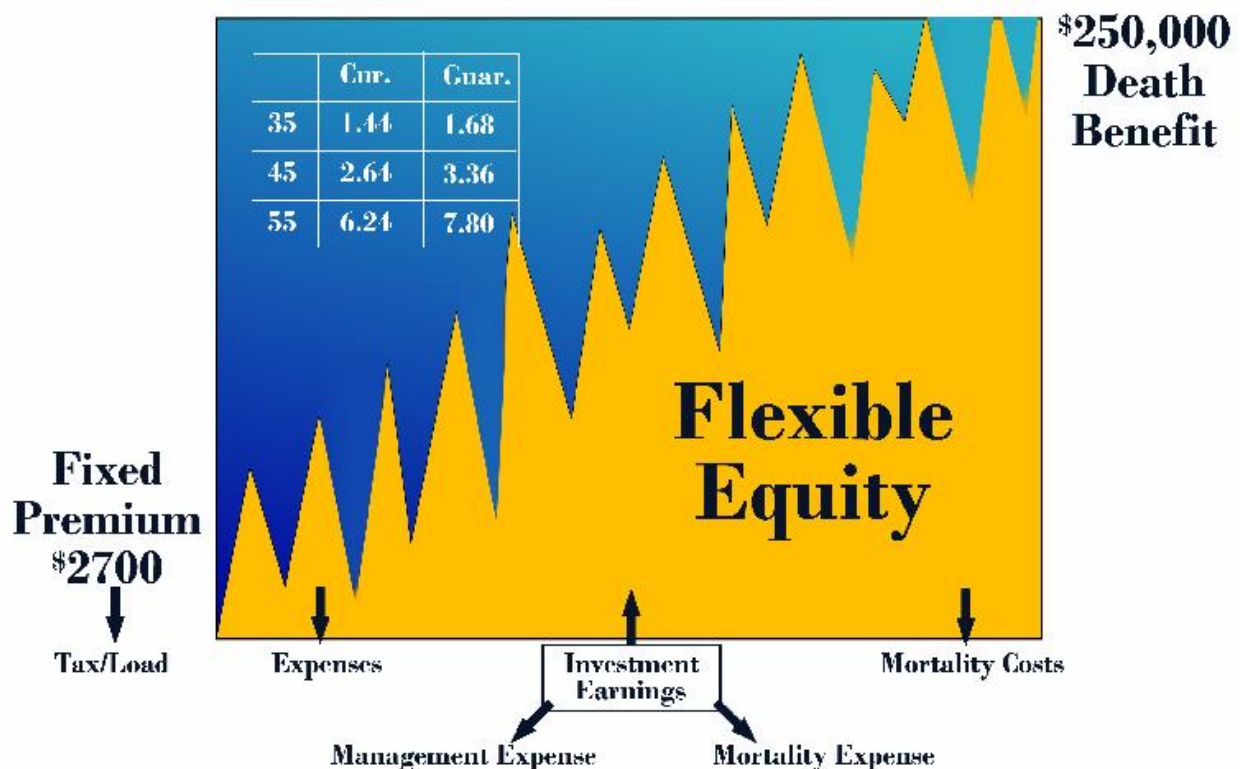 $250,000
Death
Benefit
Cur. Guar.
35 1.44 1.68
45 2.64 3.36
55 6.24 7.80
Flexible
Equity
Fixed
Premium
$2700
Tax/Load
Expenses
Investment
Earnings
Mortality Costs
Management Expense
Mortality Expense